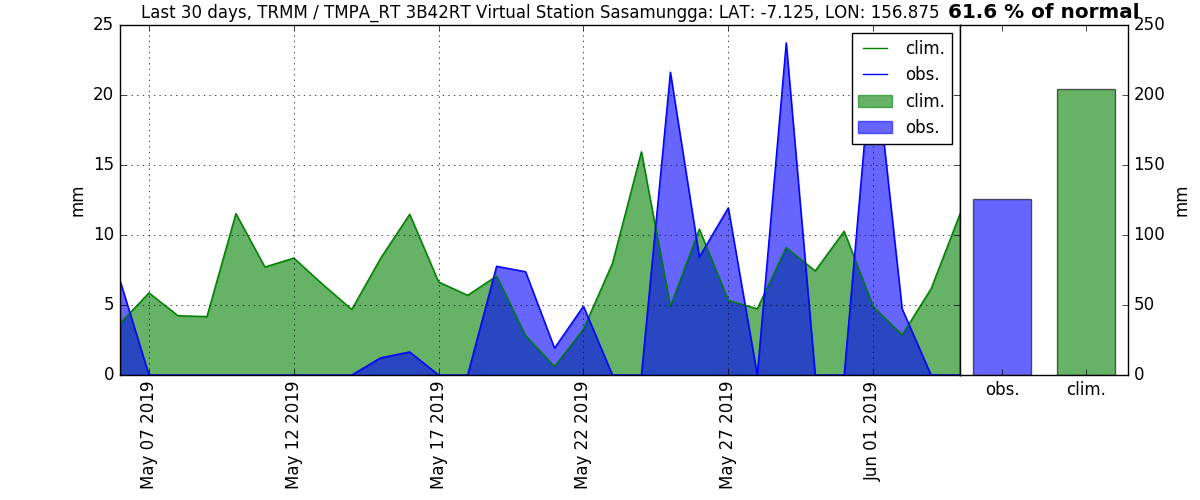 Last 30 days, TRMM / TMPA_RT 3B42RT Virtual Station Sasamungga: LAT: -7.125, LON: 156.875
61.6 % of normal
25
20
15
10
5
0
mm
clim.
obs.
clim.
obs.
May 07 2019
May 12 2019
May 17 2019
May 22 2019
May 27 2019
Jun 01 2019
250
200
150
100
50
0
mm
obs.
clim.